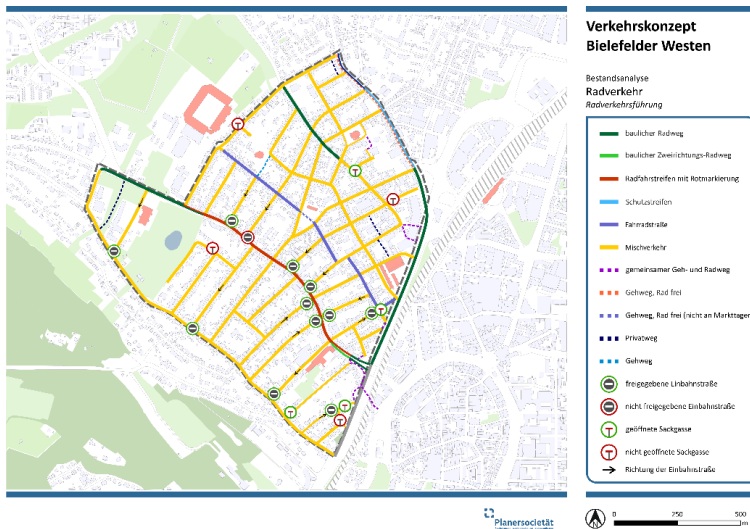 Verkehrskonzept
Bielefelder Westen
Bestandsanalyse
Radverkehr
Radverkehrsführung
baulicher Radweg
baulicher Zweirichtungs-Radweg
Radfahrstreifen mit Rotmarkierung
Schutzstreifen
Fahrradstraße
Mischverkehr
gemeinsamer Geh- und Radweg
Gehweg, Rad frei
Gehweg, Rad frei (nicht an Markttagen
Privatweg
Gehweg
freigegebene Einbahnstraße
nicht freigegebene Einbahnstraße
geöffnete Sackgasse
nicht geöffnete Sackgasse
Richtung der Einbahnstraße
Planersocietät
N
0 250 500
m